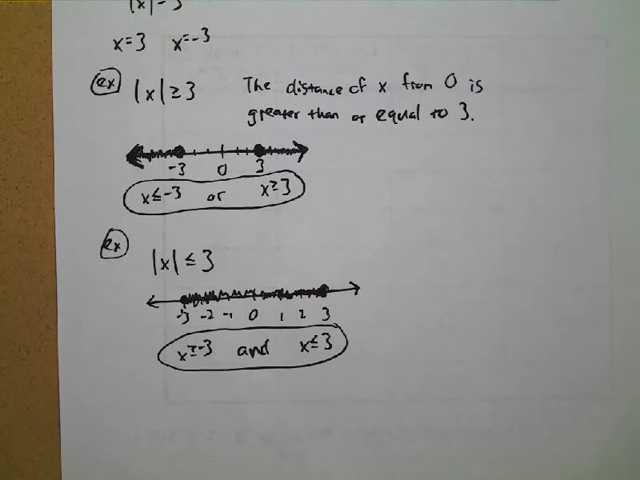 |x| = 3
x=3 x=-3
ex |x| ≥ 3 The distance of x from 0 is
greater than or equal to 3.
-3 0 3
x≤-3 or x≥3
ex
|x| ≤ 3
-3 -2 -1 0 1 2 3
x≥-3 and x≤3